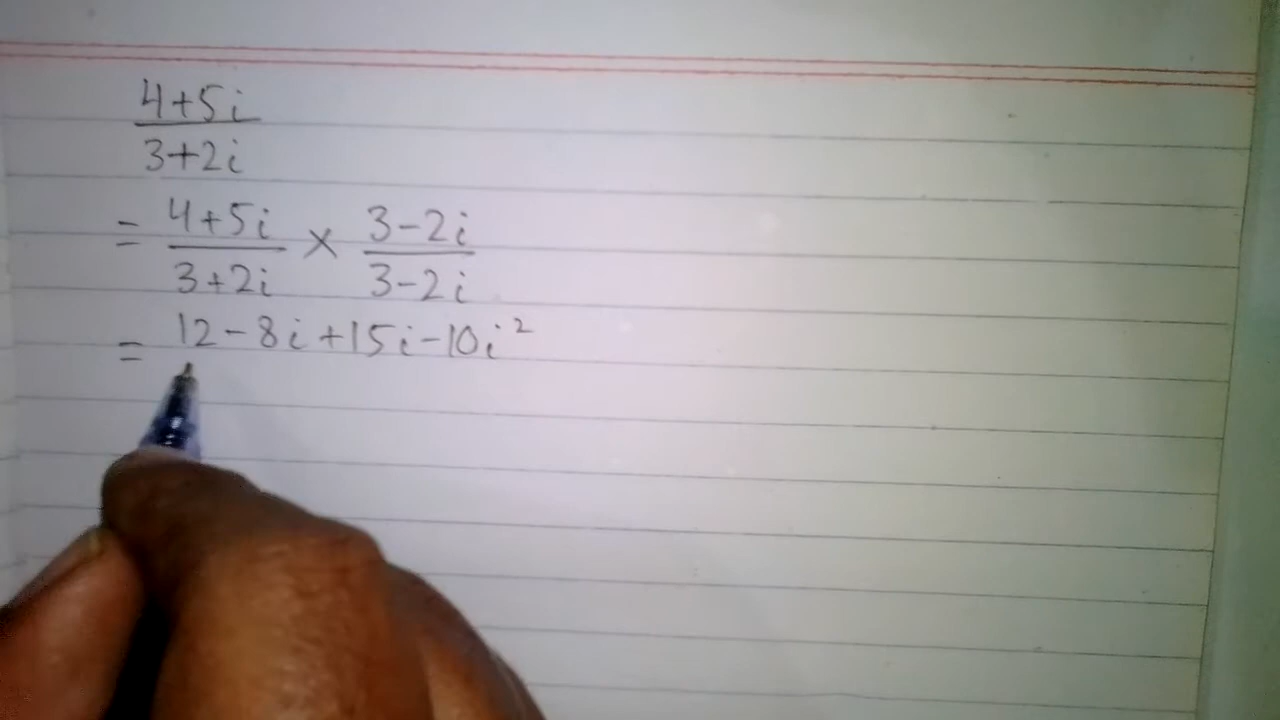 4+5i
3+2i
= 4+5i × 3-2i
3+2i 3-2i
= 12-8i+15i-10i²